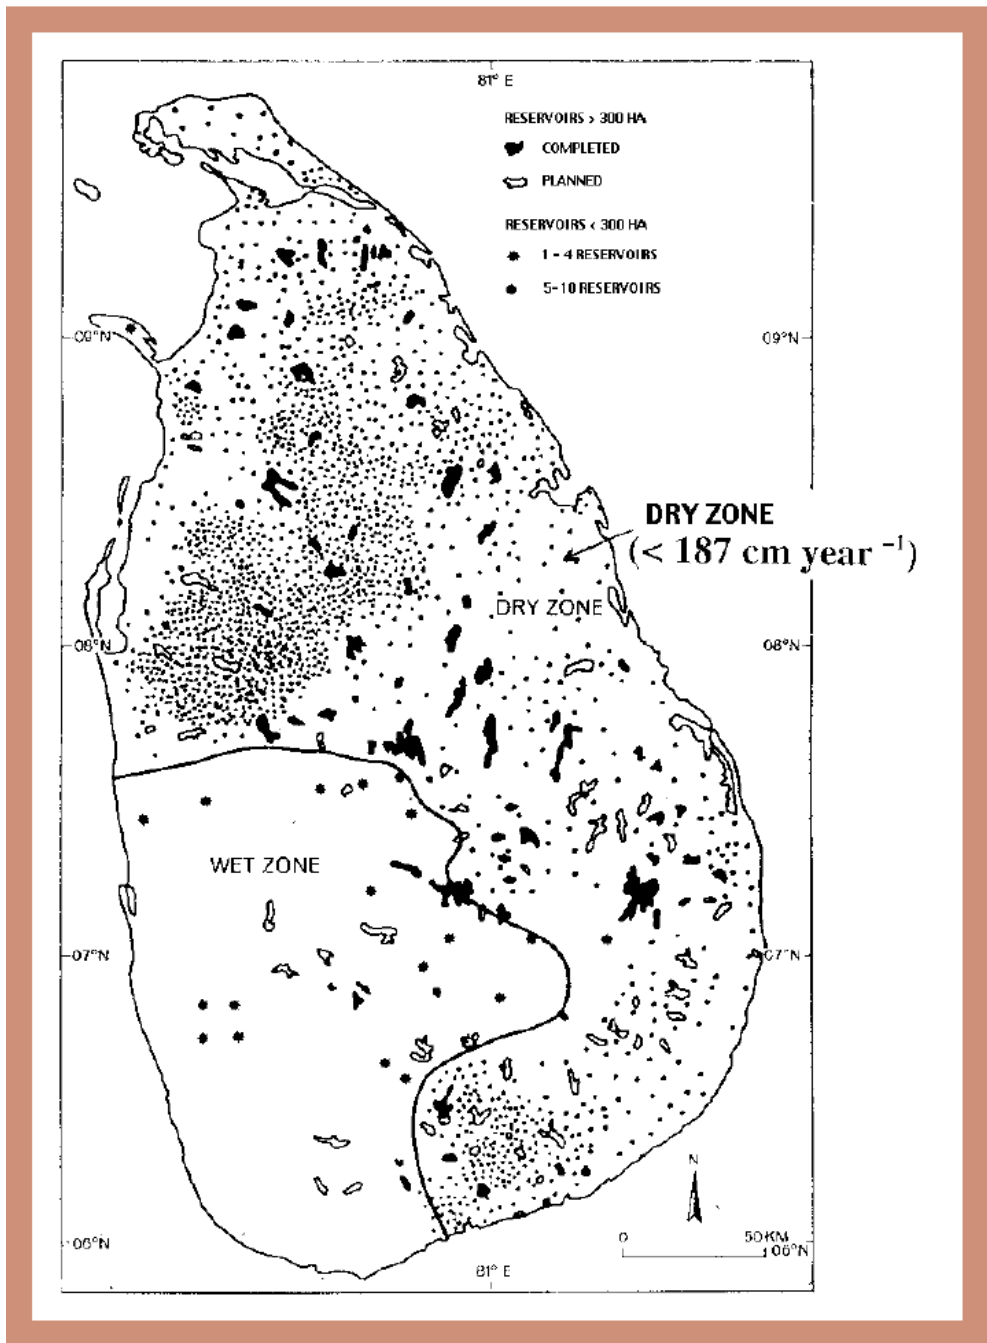 81° E
RESERVOIRS > 300 HA
COMPLETED
PLANNED
RESERVOIRS < 300 HA
1 - 4 RESERVOIRS
5-10 RESERVOIRS
09°N
09°N
DRY ZONE
(< 187 cm year ⁻¹)
DRY ZONE
08°N
08°N
WET ZONE
07°N
07°N
N
0
50 KM
06°N
06°N
81° E